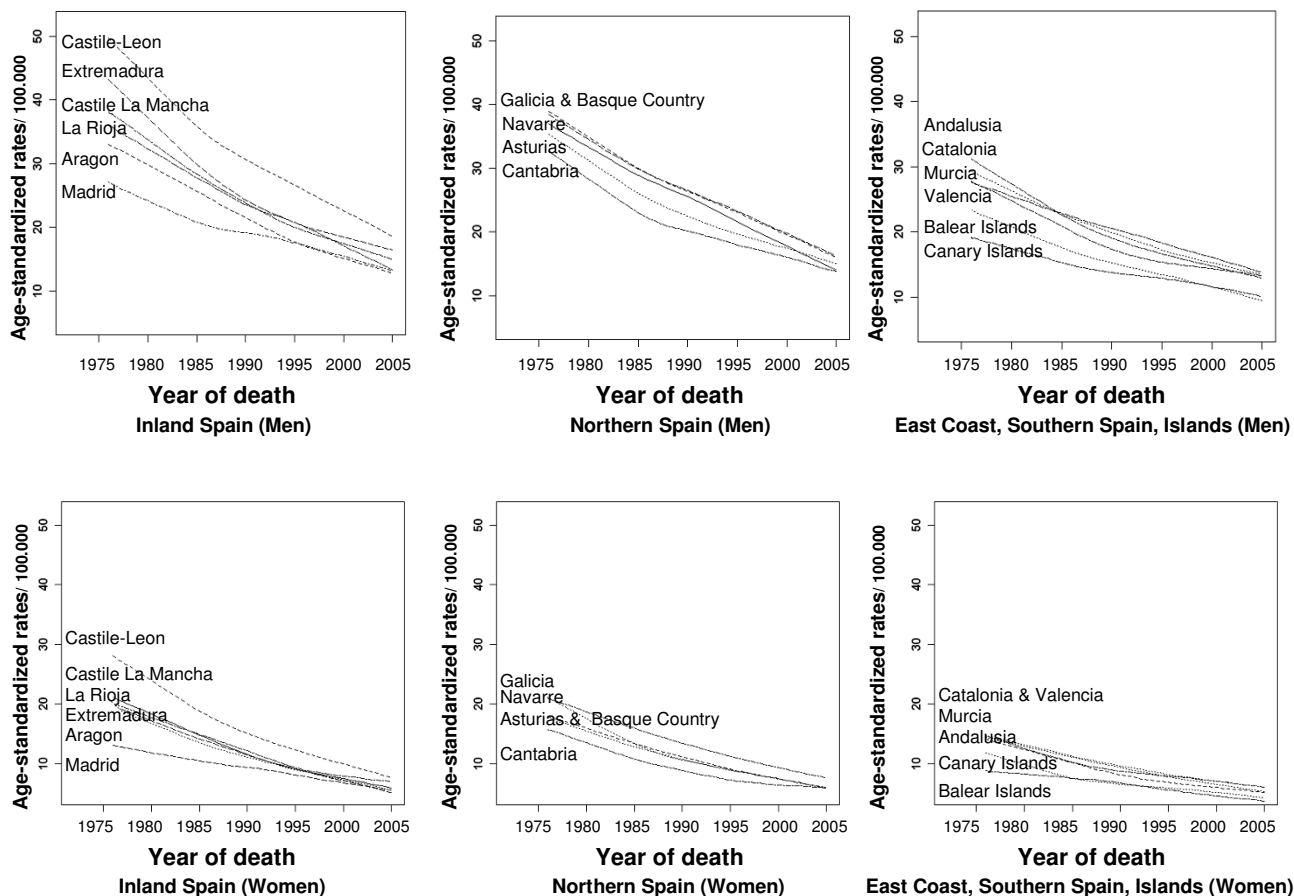 Age-standardized rates/ 100.000
50
40
30
20
10
Castile-Leon
Extremadura
Castile La Mancha
La Rioja
Aragon
Madrid
1975 1980 1985 1990 1995 2000 2005
Year of death
Inland Spain (Men)
Age-standardized rates/ 100.000
50
40
30
20
10
Galicia & Basque Country
Navarre
Asturias
Cantabria
1975 1980 1985 1990 1995 2000 2005
Year of death
Northern Spain (Men)
Age-standardized rates/ 100.000
50
40
30
20
10
Andalusia
Catalonia
Murcia
Valencia
Balear Islands
Canary Islands
1975 1980 1985 1990 1995 2000 2005
Year of death
East Coast, Southern Spain, Islands (Men)
Age-standardized rates/ 100.000
50
40
30
20
10
Castile-Leon
Castile La Mancha
La Rioja
Extremadura
Aragon
Madrid
1975 1980 1985 1990 1995 2000 2005
Year of death
Inland Spain (Women)
Age-standardized rates/ 100.000
50
40
30
20
10
Galicia
Navarre
Asturias & Basque Country
Cantabria
1975 1980 1985 1990 1995 2000 2005
Year of death
Northern Spain (Women)
Age-standardized rates/ 100.000
50
40
30
20
10
Catalonia & Valencia
Murcia
Andalusia
Canary Islands
Balear Islands
1975 1980 1985 1990 1995 2000 2005
Year of death
East Coast, Southern Spain, Islands (Women)